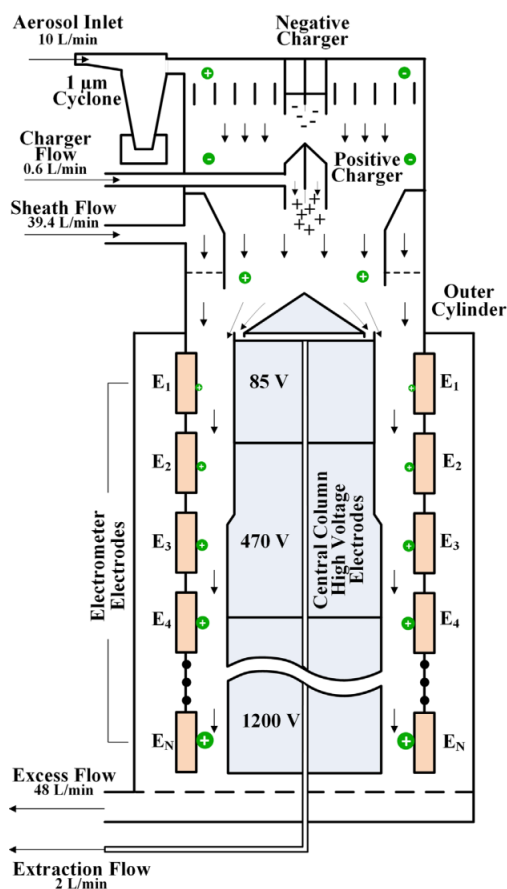 Aerosol Inlet
10 L/min
Negative
Charger
1 μm
Cyclone
Charger
Flow
0.6 L/min
Positive
Charger
Sheath Flow
39.4 L/min
Outer
Cylinder
E1
85 V
E1
E2
E2
Electrometer
Electrodes
E3
470 V
Central Column
High Voltage
Electrodes
E3
E4
E4
1200 V
EN
EN
Excess Flow
48 L/min
Extraction Flow
2 L/min